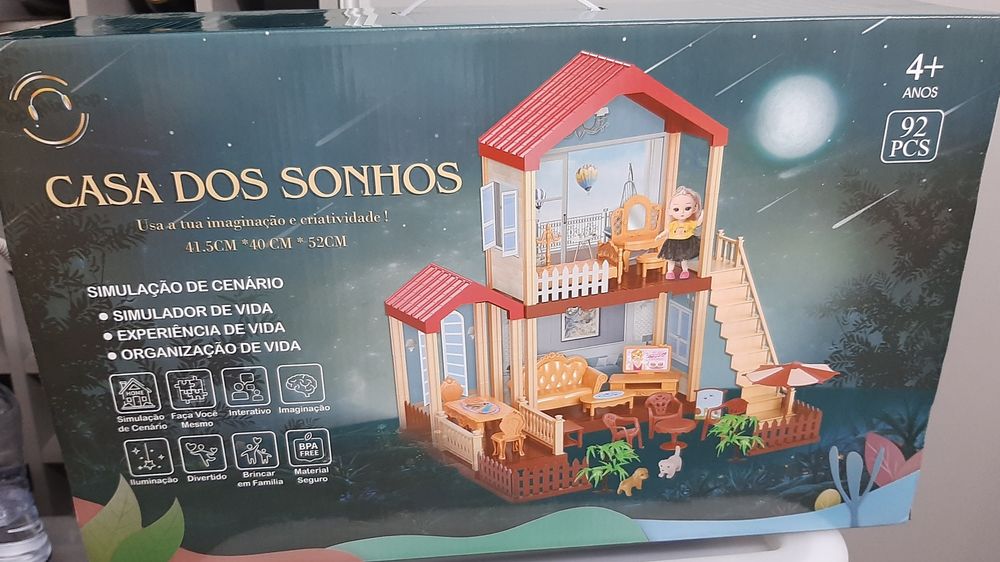 4+
ANOS
92
PCS
CASA DOS SONHOS
Usa a tua imaginação e criatividade !
41.5CM *40 CM * 52CM
SIMULAÇÃO DE CENÁRIO
• SIMULADOR DE VIDA
• EXPERIÊNCIA DE VIDA
• ORGANIZAÇÃO DE VIDA
HOME
Simulação
de Cenário
Faça Você
Mesmo
Interativo
Imaginação
BPA
FREE
Iluminação
Divertido
Brincar
em Família
Material
Seguro